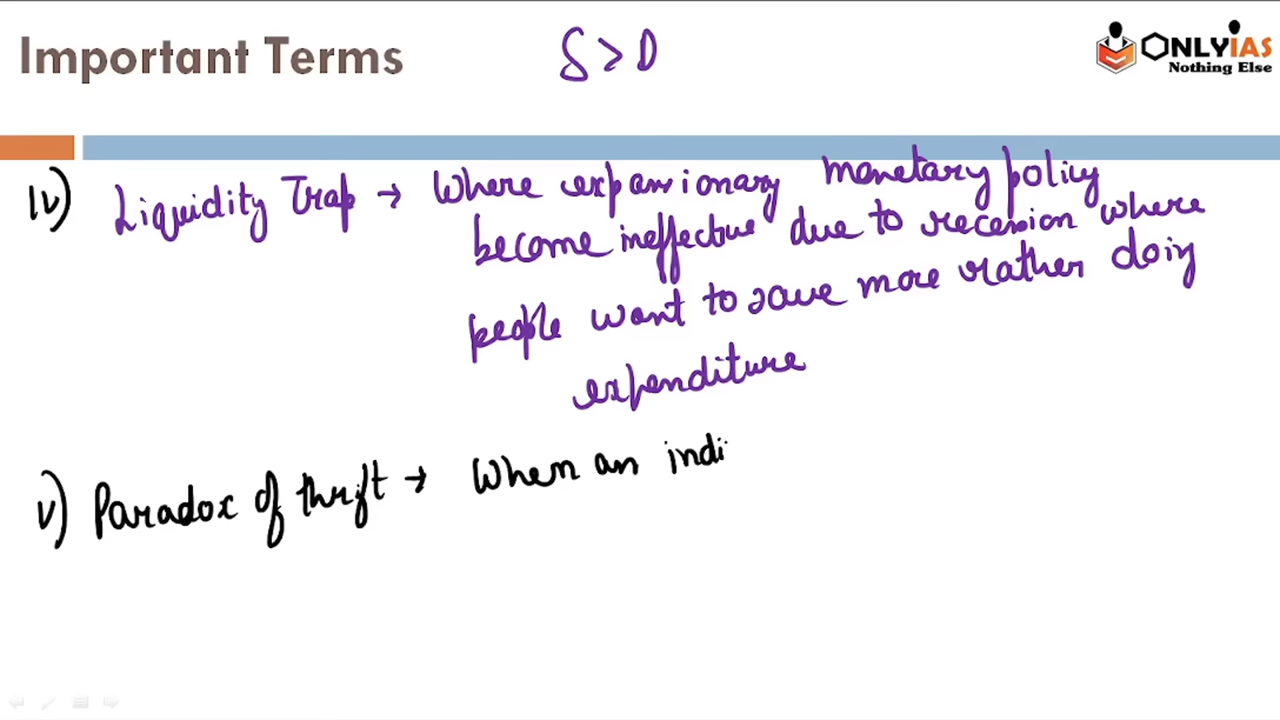 Important Terms
S > D
ONLYIAS
Nothing Else
iv) Liquidity Trap → Where expansionary monetary policy
become ineffective due to recession where
people want to save more rather doing
expenditure
v) Paradox of thrift → When an indi